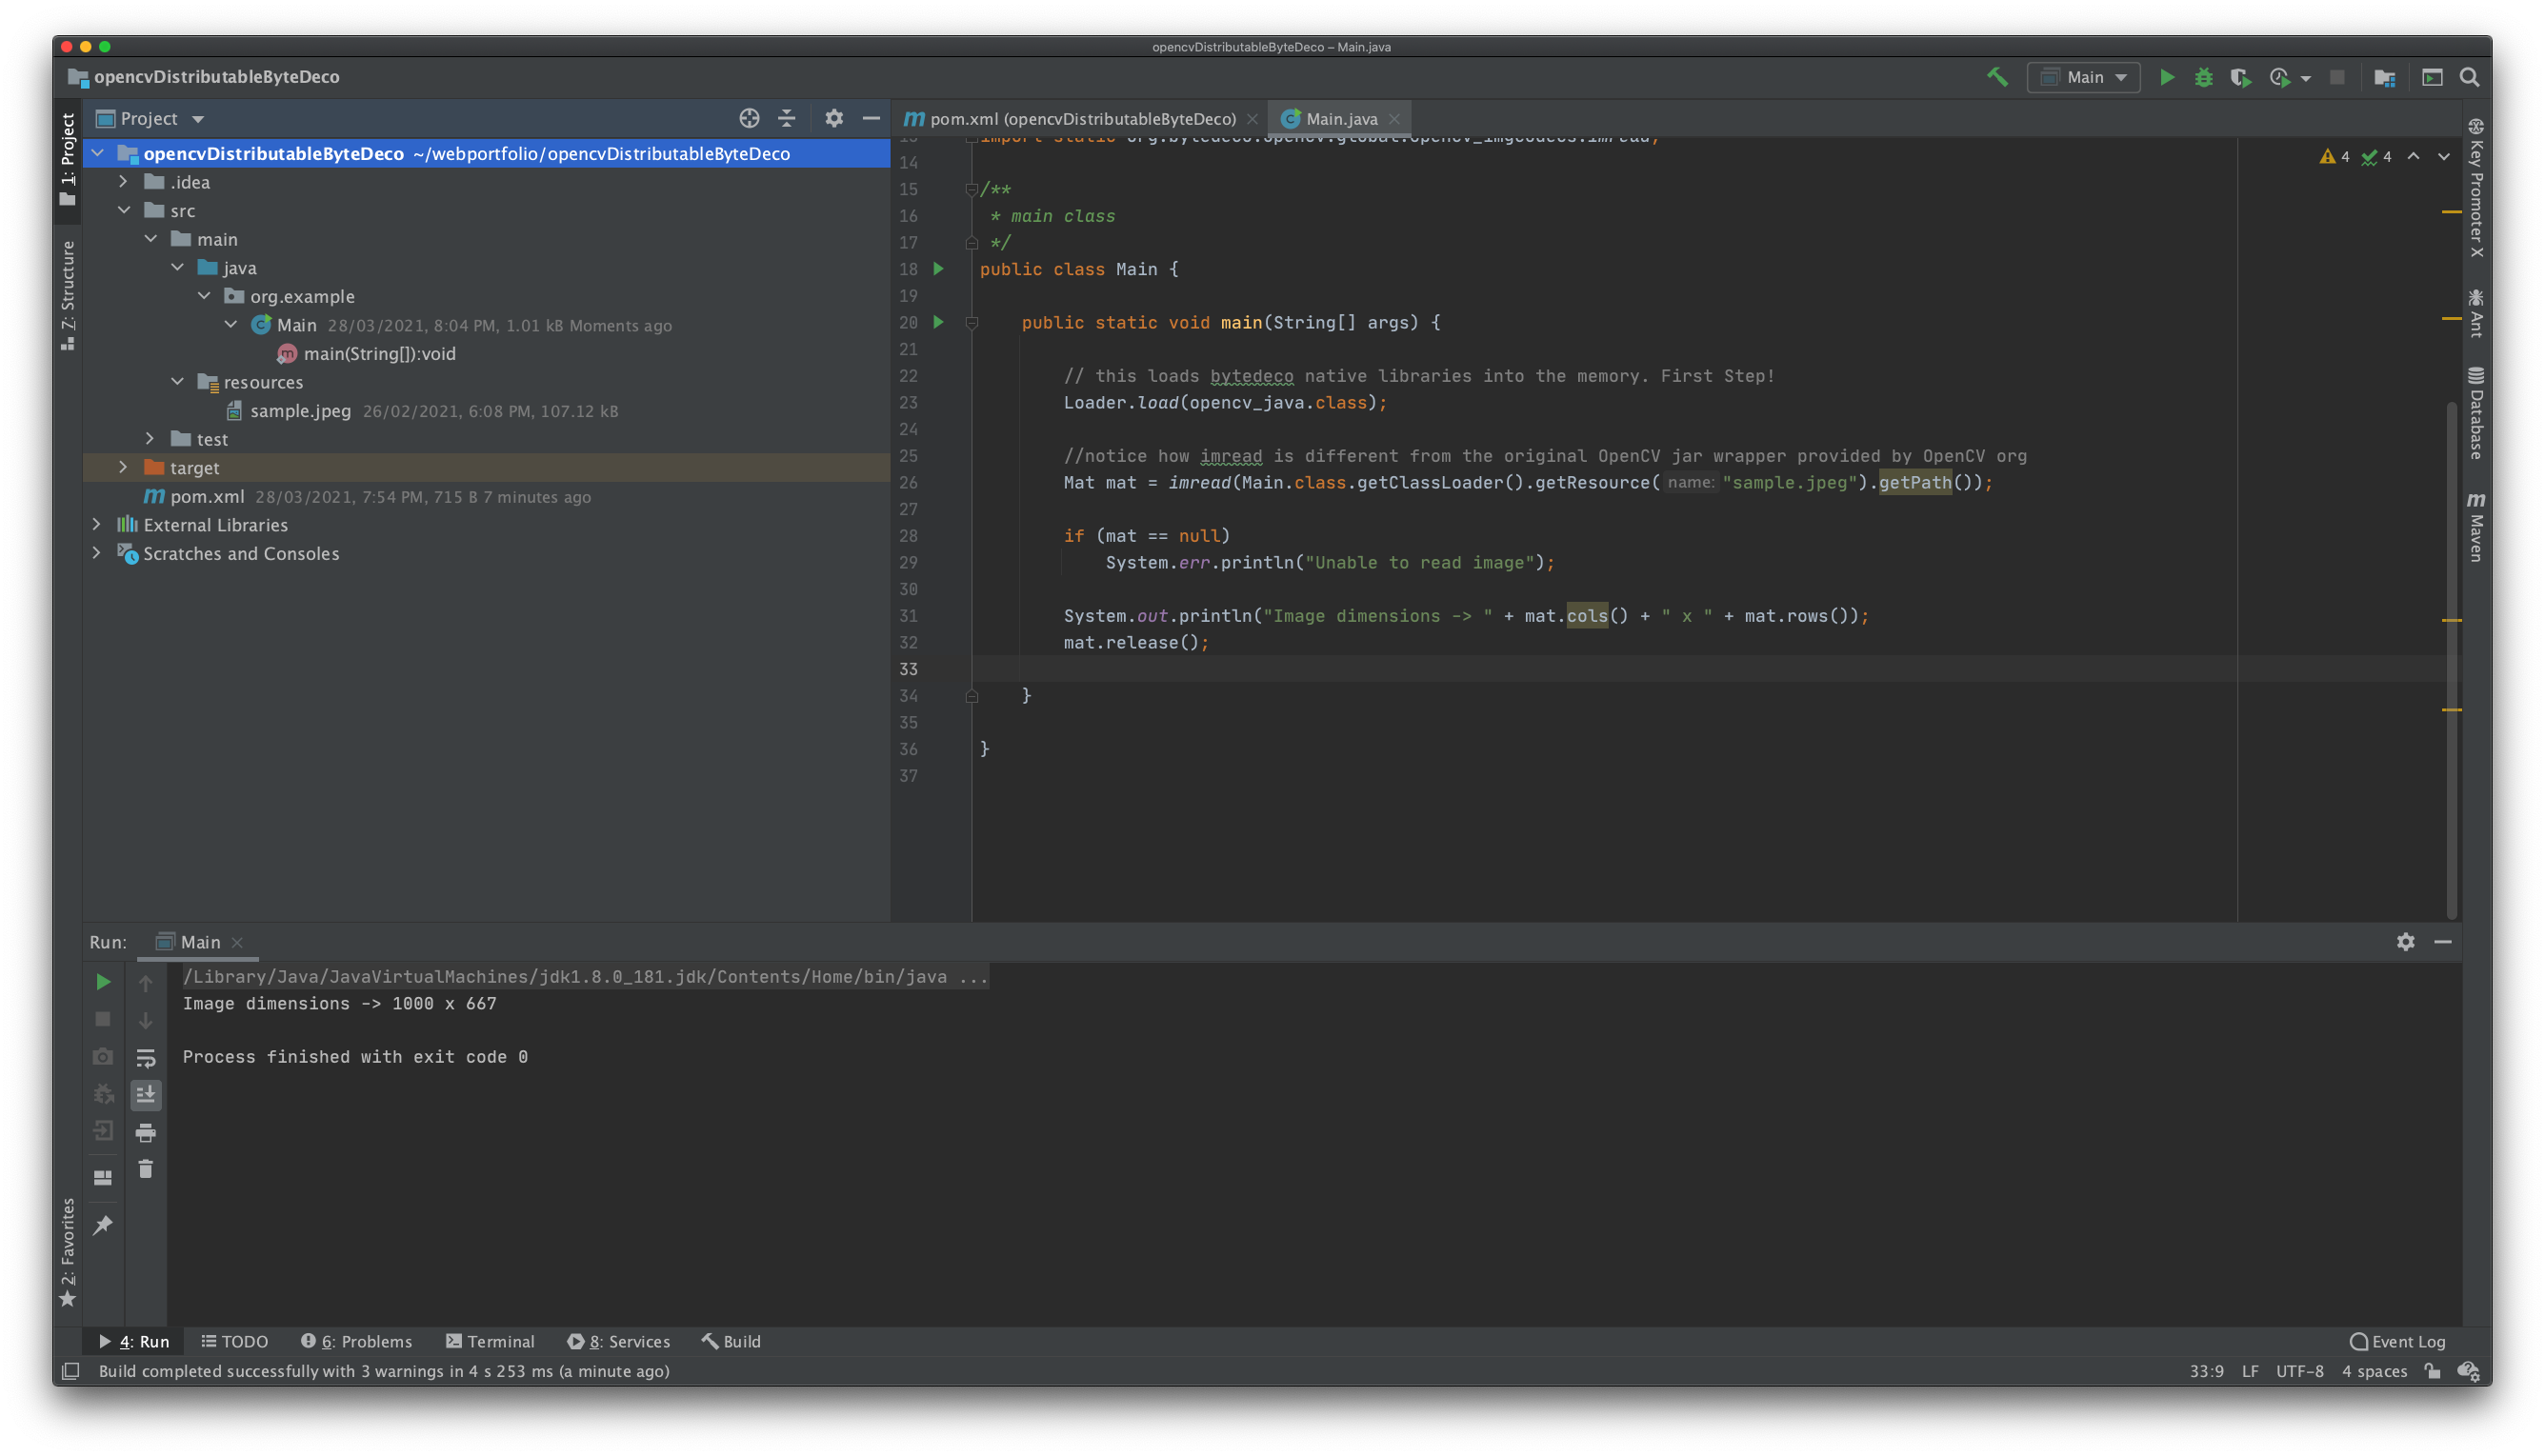 opencvDistributableByteDeco – Main.java
opencvDistributableByteDeco
Main
Project
pom.xml (opencvDistributableByteDeco)
Main.java
1: Project
Z: Structure
2: Favorites
opencvDistributableByteDeco ~/webportfolio/opencvDistributableByteDeco
.idea
src
main
java
org.example
Main 28/03/2021, 8:04 PM, 1.01 kB Moments ago
main(String[]):void
resources
sample.jpeg 26/02/2021, 6:08 PM, 107.12 kB
test
target
pom.xml 28/03/2021, 7:54 PM, 715 B 7 minutes ago
External Libraries
Scratches and Consoles
13 import static org.bytedeco.opencv.global.opencv_imgcodecs.imread;
14
15 /**
16 * main class
17 */
18 public class Main {
19
20 public static void main(String[] args) {
21
22 // this loads bytedeco native libraries into the memory. First Step!
23 Loader.load(opencv_java.class);
24
25 //notice how imread is different from the original OpenCV jar wrapper provided by OpenCV org
26 Mat mat = imread(Main.class.getClassLoader().getResource( name: "sample.jpeg").getPath());
27
28 if (mat == null)
29 System.err.println("Unable to read image");
30
31 System.out.println("Image dimensions -> " + mat.cols() + " x " + mat.rows());
32 mat.release();
33
34 }
35
36 }
37
4 4
Key Promoter X
Ant
Database
Maven
Run: Main
/Library/Java/JavaVirtualMachines/jdk1.8.0_181.jdk/Contents/Home/bin/java ...
Image dimensions -> 1000 x 667
Process finished with exit code 0
4: Run TODO 6: Problems Terminal 8: Services Build Event Log
Build completed successfully with 3 warnings in 4 s 253 ms (a minute ago) 33:9 LF UTF-8 4 spaces